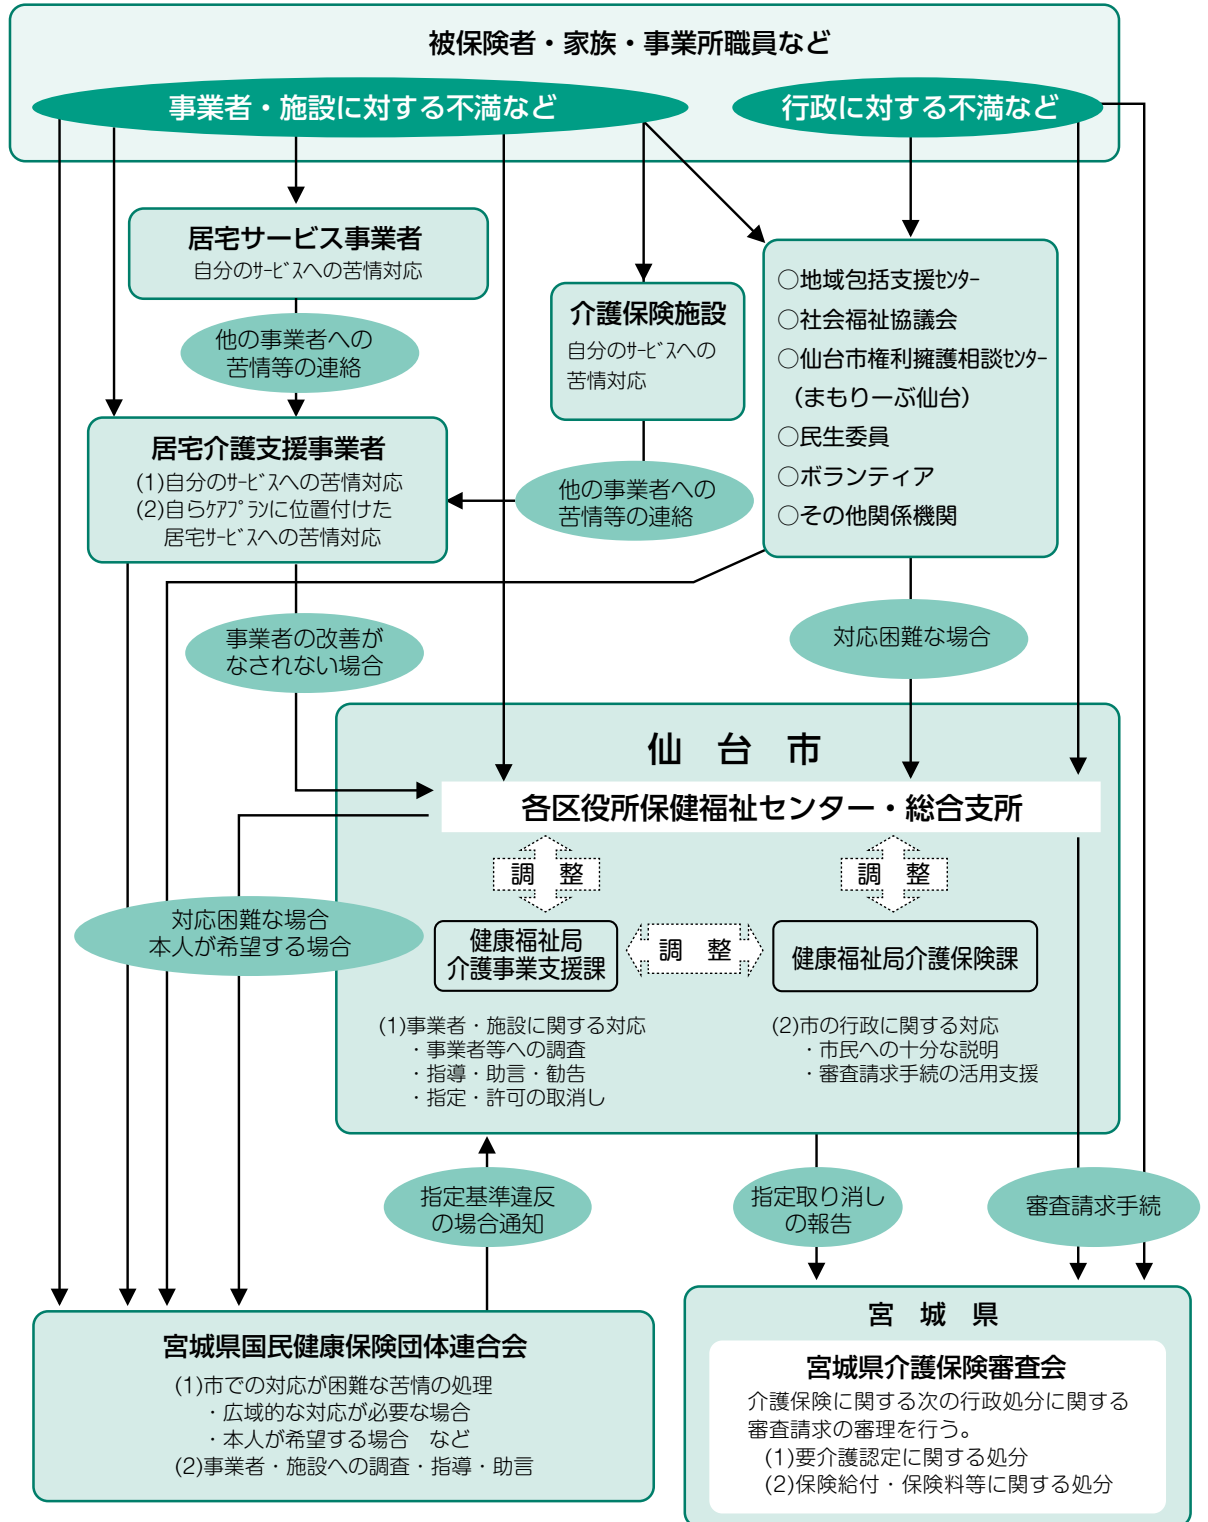 被保険者・家族・事業所職員など
事業者・施設に対する不満など
行政に対する不満など
居宅サービス事業者
自分のｻｰﾋﾞｽへの苦情対応
他の事業者への
苦情等の連絡
居宅介護支援事業者
(1)自分のｻｰﾋﾞｽへの苦情対応
(2)自らｹｱﾌﾟﾗﾝに位置付けた
居宅ｻｰﾋﾞｽへの苦情対応
介護保険施設
自分のｻｰﾋﾞｽへの
苦情対応
他の事業者への
苦情等の連絡
○地域包括支援ｾﾝﾀｰ
○社会福祉協議会
○仙台市権利擁護相談ｾﾝﾀｰ
（まもりーぶ仙台）
○民生委員
○ボランティア
○その他関係機関
事業者の改善が
なされない場合
対応困難な場合
仙　台　市
各区役所保健福祉センター・総合支所
調　整
調　整
対応困難な場合
本人が希望する場合
健康福祉局
介護事業支援課
調　整
健康福祉局介護保険課
(1)事業者・施設に関する対応
・事業者等への調査
・指導・助言・勧告
・指定・許可の取消し
(2)市の行政に関する対応
・市民への十分な説明
・審査請求手続の活用支援
指定基準違反
の場合通知
指定取り消し
の報告
審査請求手続
宮城県国民健康保険団体連合会
(1)市での対応が困難な苦情の処理
・広域的な対応が必要な場合
・本人が希望する場合　など
(2)事業者・施設への調査・指導・助言
宮　城　県
宮城県介護保険審査会
介護保険に関する次の行政処分に関する
審査請求の審理を行う。
(1)要介護認定に関する処分
(2)保険給付・保険料等に関する処分